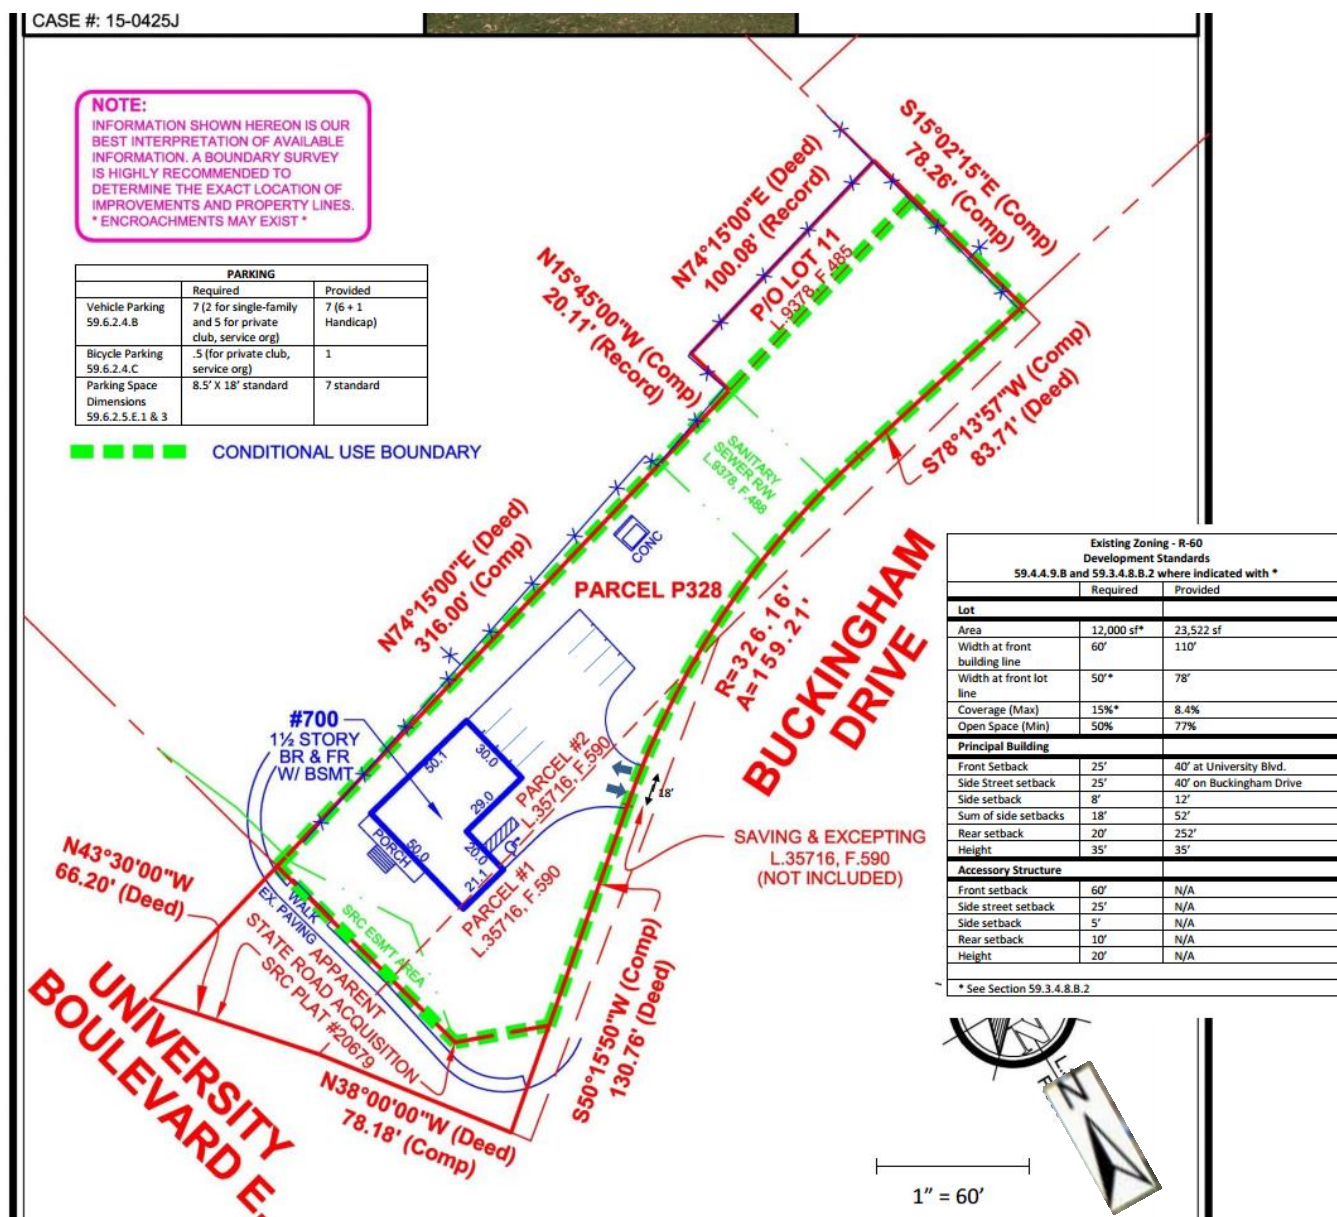 CASE #: 15-0425J
NOTE:
INFORMATION SHOWN HEREON IS OUR
BEST INTERPRETATION OF AVAILABLE
INFORMATION. A BOUNDARY SURVEY
IS HIGHLY RECOMMENDED TO
DETERMINE THE EXACT LOCATION OF
IMPROVEMENTS AND PROPERTY LINES.
* ENCROACHMENTS MAY EXIST *
PARKING
Required Provided
Vehicle Parking 7 (2 for single-family 7 (6 + 1
59.6.2.4.B and 5 for private Handicap)
club, service org)
Bicycle Parking .5 (for private club, 1
59.6.2.4.C service org)
Parking Space 8.5' X 18' standard 7 standard
Dimensions
59.6.2.5.E.1 & 3
CONDITIONAL USE BOUNDARY
S15°02'15"E (Comp)
78.26' (Comp)
N74°15'00"E (Deed)
100.08' (Record)
P/O LOT 11
L.9378, F.485
N15°45'00"W (Comp)
20.11' (Record)
S78°13'57"W (Comp)
83.71' (Deed)
SANITARY
SEWER R/W
L.9378, F.488
N74°15'00"E (Deed)
316.00' (Comp)
CONC
PARCEL P328
R=326.16'
A=159.21'
BUCKINGHAM
DRIVE
#700
1½ STORY
BR & FR
W/ BSMT
50.1
30.0
29.0
20.0
21.1
50.0
PORCH
PARCEL #2
L.35716, F.590
PARCEL #1
L.35716, F.590
18'
SAVING & EXCEPTING
L.35716, F.590
(NOT INCLUDED)
N43°30'00"W
66.20' (Deed)
WALK
EX. PAVING
SRC ESM'T AREA
APPARENT
STATE ROAD ACQUISITION
SRC PLAT #20679
N38°00'00"W (Deed)
78.18' (Comp)
S50°15'50"W (Comp)
130.76' (Deed)
UNIVERSITY
BOULEVARD E.
Existing Zoning - R-60
Development Standards
59.4.4.9.B and 59.3.4.8.B.2 where indicated with *
Required Provided
Lot
Area 12,000 sf* 23,522 sf
Width at front 60' 110'
building line
Width at front lot 50'* 78'
line
Coverage (Max) 15%* 8.4%
Open Space (Min) 50% 77%
Principal Building
Front Setback 25' 40' at University Blvd.
Side Street setback 25' 40' on Buckingham Drive
Side setback 8' 12'
Sum of side setbacks 18' 52'
Rear setback 20' 252'
Height 35' 35'
Accessory Structure
Front setback 60' N/A
Side street setback 25' N/A
Side setback 5' N/A
Rear setback 10' N/A
Height 20' N/A
* See Section 59.3.4.8.B.2
N
1" = 60'